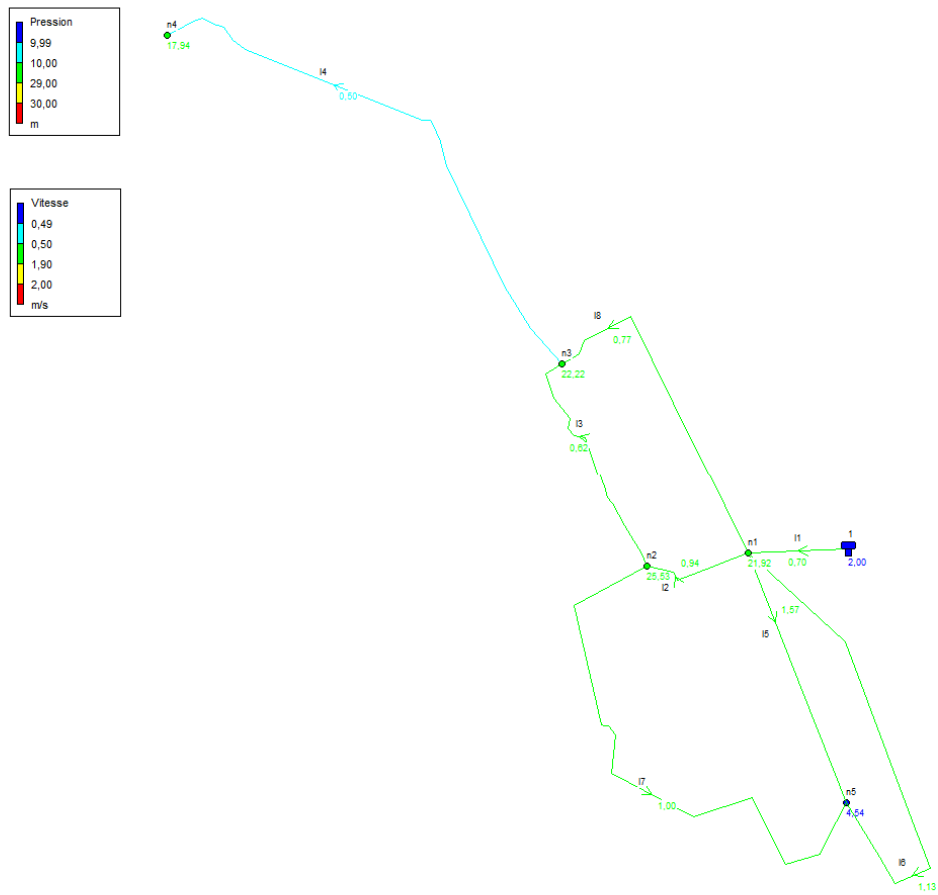 Pression
9,99
10,00
29,00
30,00
m
Vitesse
0,49
0,50
1,90
2,00
m/s
n4
17,94
l4
0,50
l8
0,77
n3
22,22
l3
0,62
n2
25,53
0,94
l2
n1
21,92
l1
0,70
1
2,00
1,57
l5
l7
1,00
n5
4,54
l6
1,13